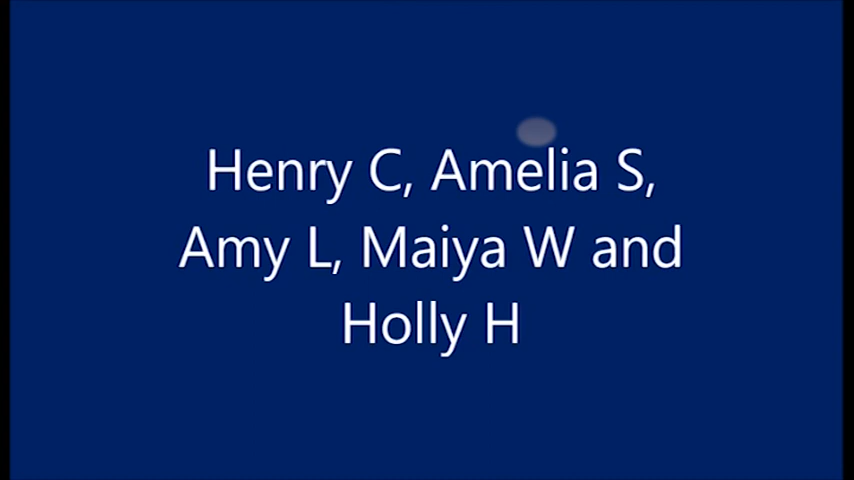 Henry C, Amelia S,
Amy L, Maiya W and
Holly H